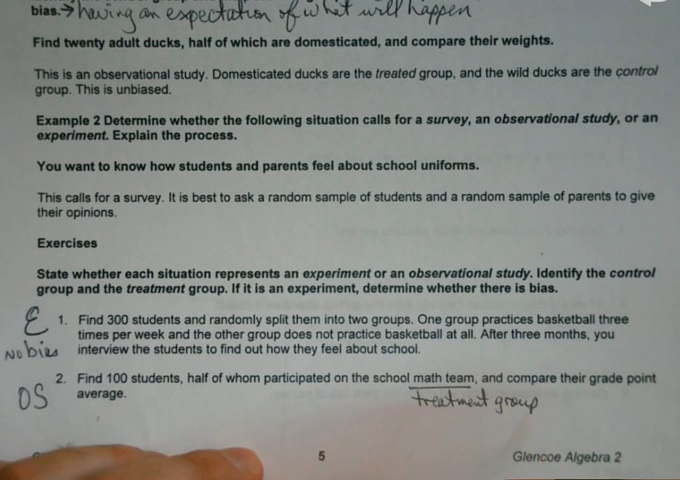 bias.→ having an expectation of what will happen
Find twenty adult ducks, half of which are domesticated, and compare their weights.
This is an observational study. Domesticated ducks are the treated group, and the wild ducks are the control
group. This is unbiased.
Example 2 Determine whether the following situation calls for a survey, an observational study, or an
experiment. Explain the process.
You want to know how students and parents feel about school uniforms.
This calls for a survey. It is best to ask a random sample of students and a random sample of parents to give
their opinions.
Exercises
State whether each situation represents an experiment or an observational study. Identify the control
group and the treatment group. If it is an experiment, determine whether there is bias.
E 1. Find 300 students and randomly split them into two groups. One group practices basketball three
times per week and the other group does not practice basketball at all. After three months, you
No bias interview the students to find out how they feel about school.
2. Find 100 students, half of whom participated on the school math team, and compare their grade point
OS average.
treatment group
5 Glencoe Algebra 2